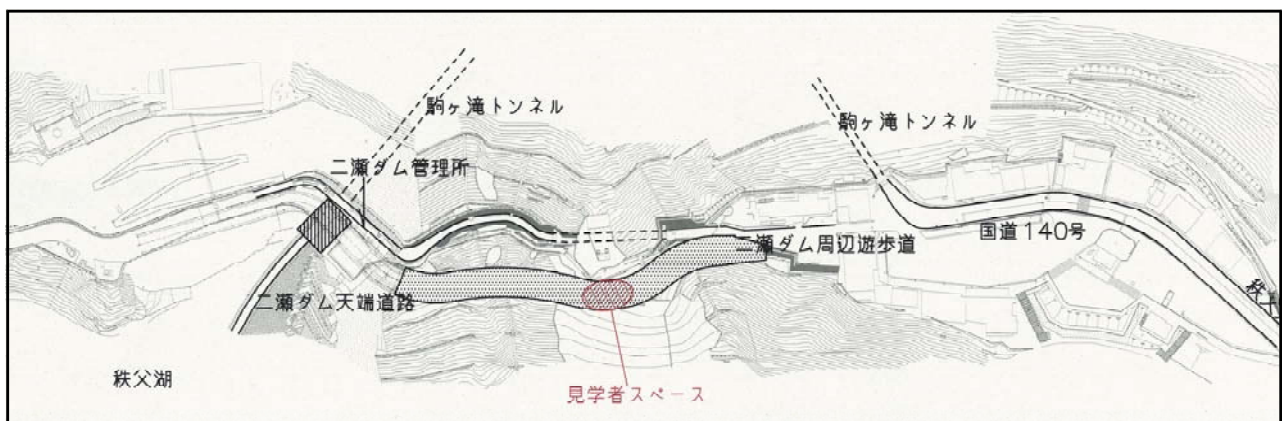 駒ヶ滝トンネル
駒ヶ滝トンネル
二瀬ダム管理所
国道140号
二瀬ダム周辺遊歩道
二瀬ダム天端道路
秩父湖
見学者スペース